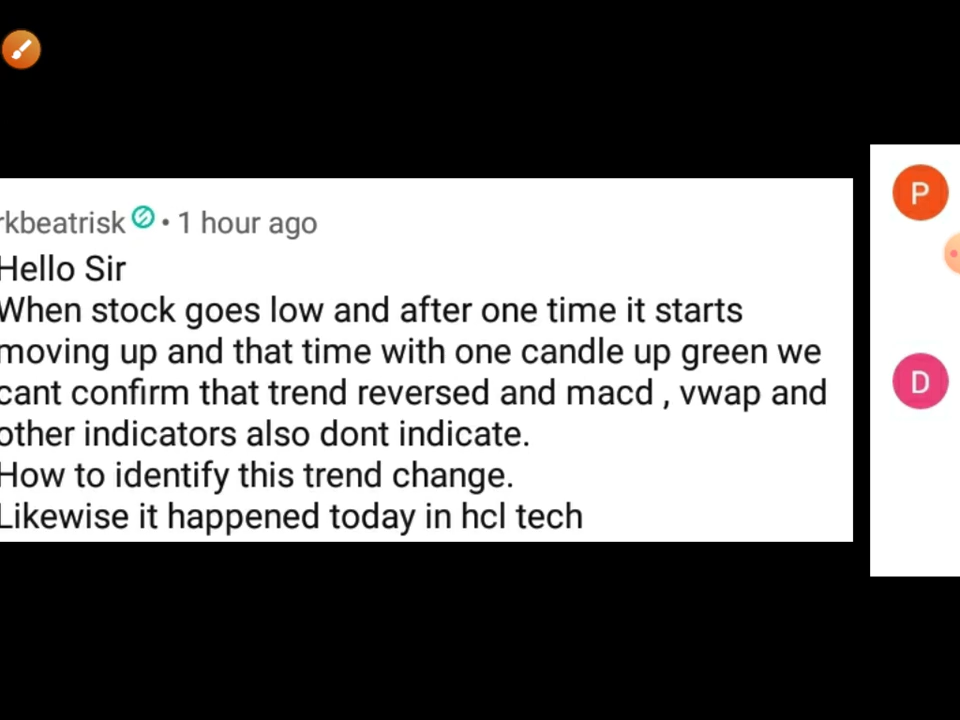 rkbeatrisk • 1 hour ago
Hello Sir
When stock goes low and after one time it starts
moving up and that time with one candle up green we
cant confirm that trend reversed and macd , vwap and
other indicators also dont indicate.
How to identify this trend change.
Likewise it happened today in hcl tech
P
D